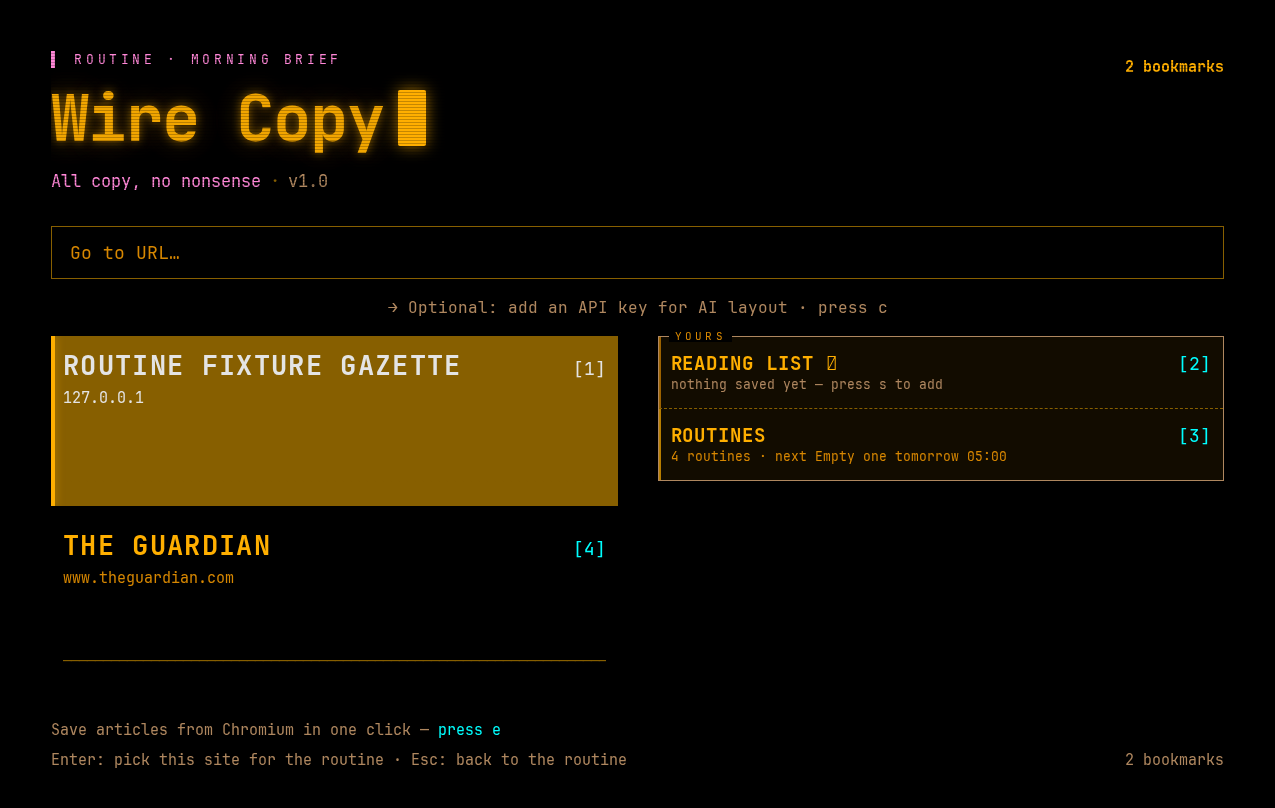 ROUTINE · MORNING BRIEF
2 bookmarks
Wire Copy
All copy, no nonsense · v1.0
Go to URL…
→ Optional: add an API key for AI layout · press c
ROUTINE FIXTURE GAZETTE [1]
127.0.0.1
YOURS
READING LIST [2]
nothing saved yet — press s to add
ROUTINES [3]
4 routines · next Empty one tomorrow 05:00
THE GUARDIAN [4]
www.theguardian.com
Save articles from Chromium in one click — press e
Enter: pick this site for the routine · Esc: back to the routine
2 bookmarks